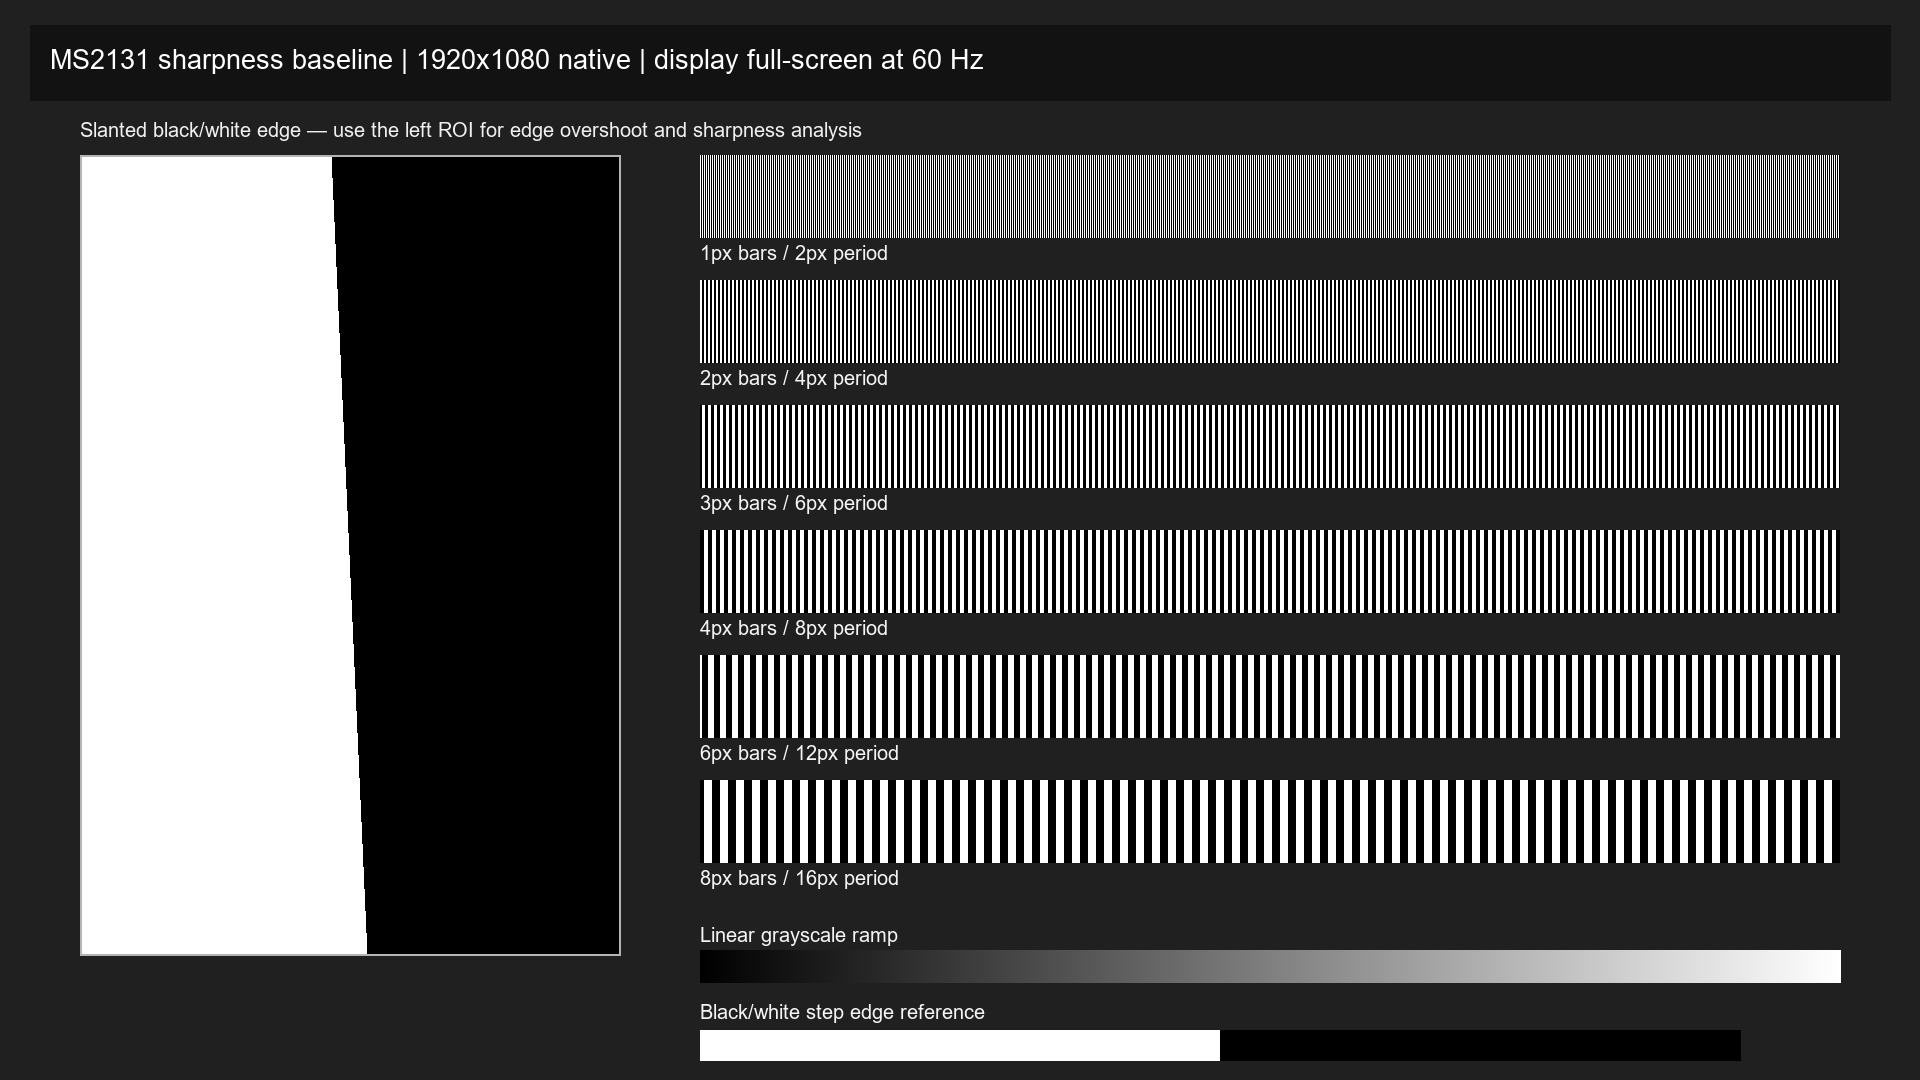 MS2131 sharpness baseline | 1920x1080 native | display full-screen at 60 Hz
Slanted black/white edge — use the left ROI for edge overshoot and sharpness analysis
1px bars / 2px period
2px bars / 4px period
3px bars / 6px period
4px bars / 8px period
6px bars / 12px period
8px bars / 16px period
Linear grayscale ramp
Black/white step edge reference